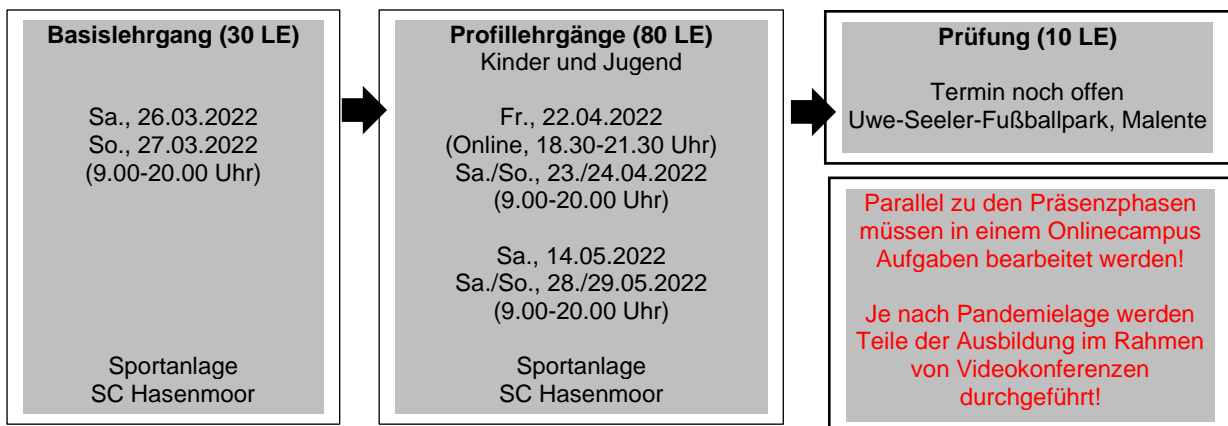 Basislehrgang (30 LE)
Sa., 26.03.2022
So., 27.03.2022
(9.00-20.00 Uhr)
Sportanlage
SC Hasenmoor
Profillehrgänge (80 LE)
Kinder und Jugend
Fr., 22.04.2022
(Online, 18.30-21.30 Uhr)
Sa./So., 23./24.04.2022
(9.00-20.00 Uhr)
Sa., 14.05.2022
Sa./So., 28./29.05.2022
(9.00-20.00 Uhr)
Sportanlage
SC Hasenmoor
Prüfung (10 LE)
Termin noch offen
Uwe-Seeler-Fußballpark, Malente
Parallel zu den Präsenzphasen
müssen in einem Onlinecampus
Aufgaben bearbeitet werden!
Je nach Pandemielage werden
Teile der Ausbildung im Rahmen
von Videokonferenzen
durchgeführt!